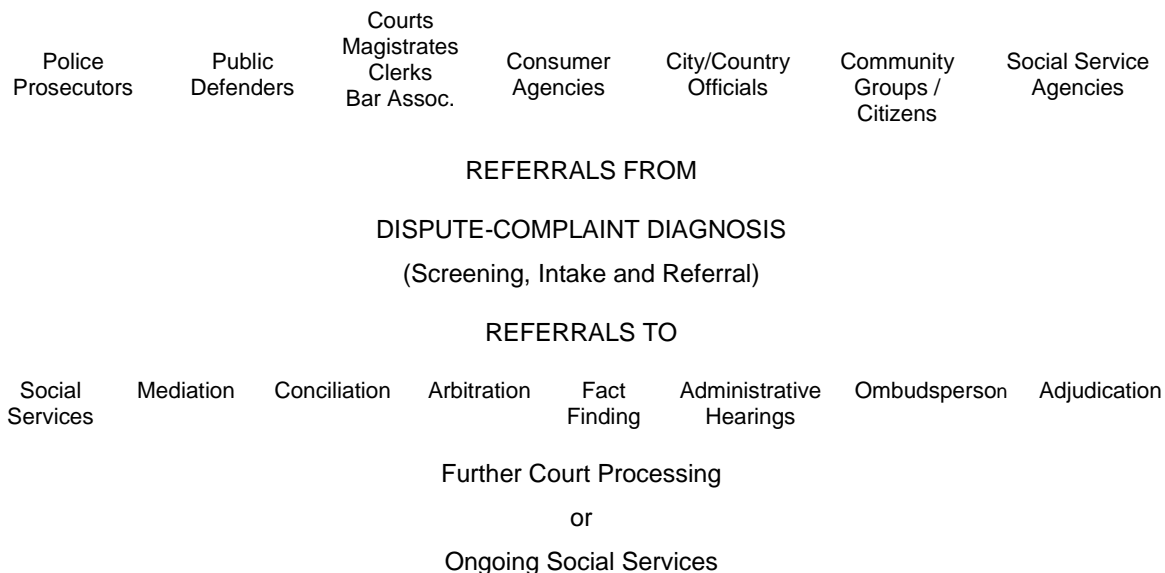 Police
Prosecutors
Public
Defenders
Courts
Magistrates
Clerks
Bar Assoc.
Consumer
Agencies
City/Country
Officials
Community
Groups /
Citizens
Social Service
Agencies
REFERRALS FROM
DISPUTE-COMPLAINT DIAGNOSIS
(Screening, Intake and Referral)
REFERRALS TO
Social
Services
Mediation
Conciliation
Arbitration
Fact
Finding
Administrative
Hearings
Ombudsperson
Adjudication
Further Court Processing
or
Ongoing Social Services